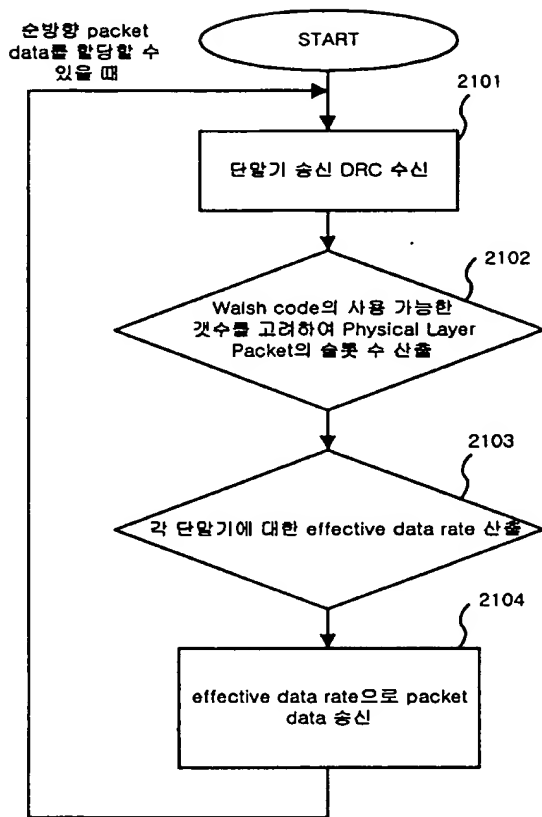 순방향 packet
data를 할당할 수
있을 때
START
2101
단말기 송신 DRC 수신
2102
Walsh code의 사용 가능한
갯수를 고려하여 Physical Layer
Packet의 슬롯 수 산출
2103
각 단말기에 대한 effective data rate 산출
2104
effective data rate으로 packet
data 송신